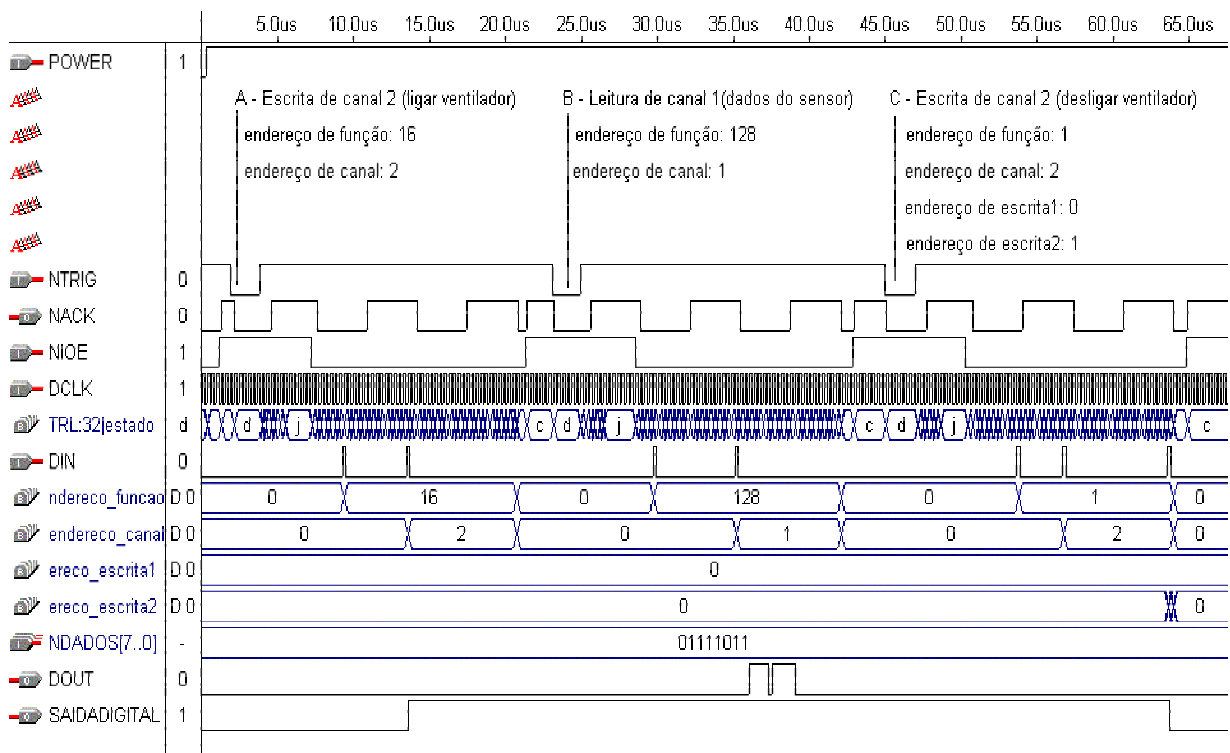 5.0us 10.0us 15.0us 20.0us 25.0us 30.0us 35.0us 40.0us 45.0us 50.0us 55.0us 60.0us 65.0us
POWER 1
A - Escrita de canal 2 (ligar ventilador) B - Leitura de canal 1(dados do sensor) C - Escrita de canal 2 (desligar ventilador)
endereço de função: 16 endereço de função: 128 endereço de função: 1
endereço de canal: 2 endereço de canal: 1 endereço de canal: 2
endereço de escrita1: 0
endereço de escrita2: 1
NTRIG 0
NACK 0
NIOE 1
DCLK 1
TRL:32|estado d d j c d j c d j c
DIN 0
ndereco_funcao D 0 0 16 0 128 0 1 0
endereco_canal D 0 0 2 0 1 0 2 0
ereco_escrita1 D 0 0
ereco_escrita2 D 0 0 0
NDADOS[7..0] - 01111011
DOUT 0
SAIDADIGITAL 1